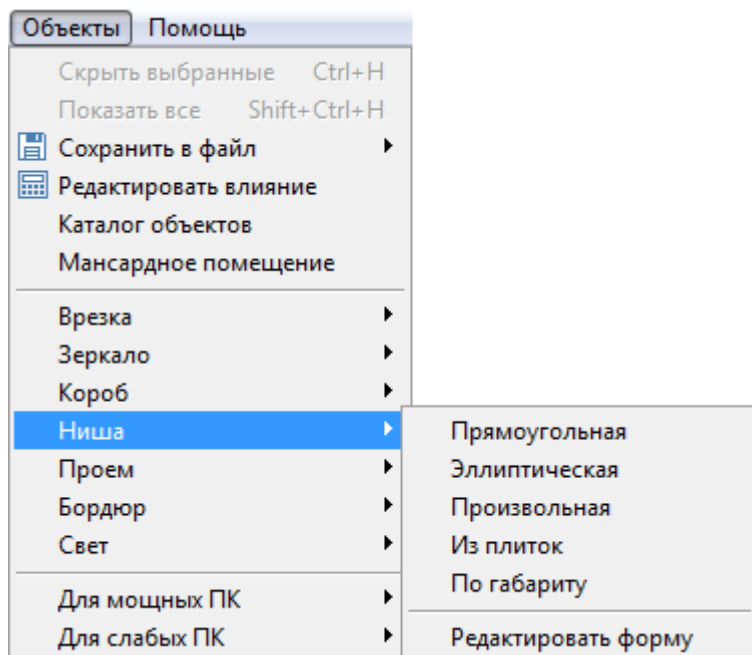 Объекты Помощь
Скрыть выбранные Ctrl+H
Показать все Shift+Ctrl+H
Сохранить в файл
Редактировать влияние
Каталог объектов
Мансардное помещение
Врезка
Зеркало
Короб
Ниша
Проем
Бордюр
Свет
Для мощных ПК
Для слабых ПК
Прямоугольная
Эллиптическая
Произвольная
Из плиток
По габариту
Редактировать форму